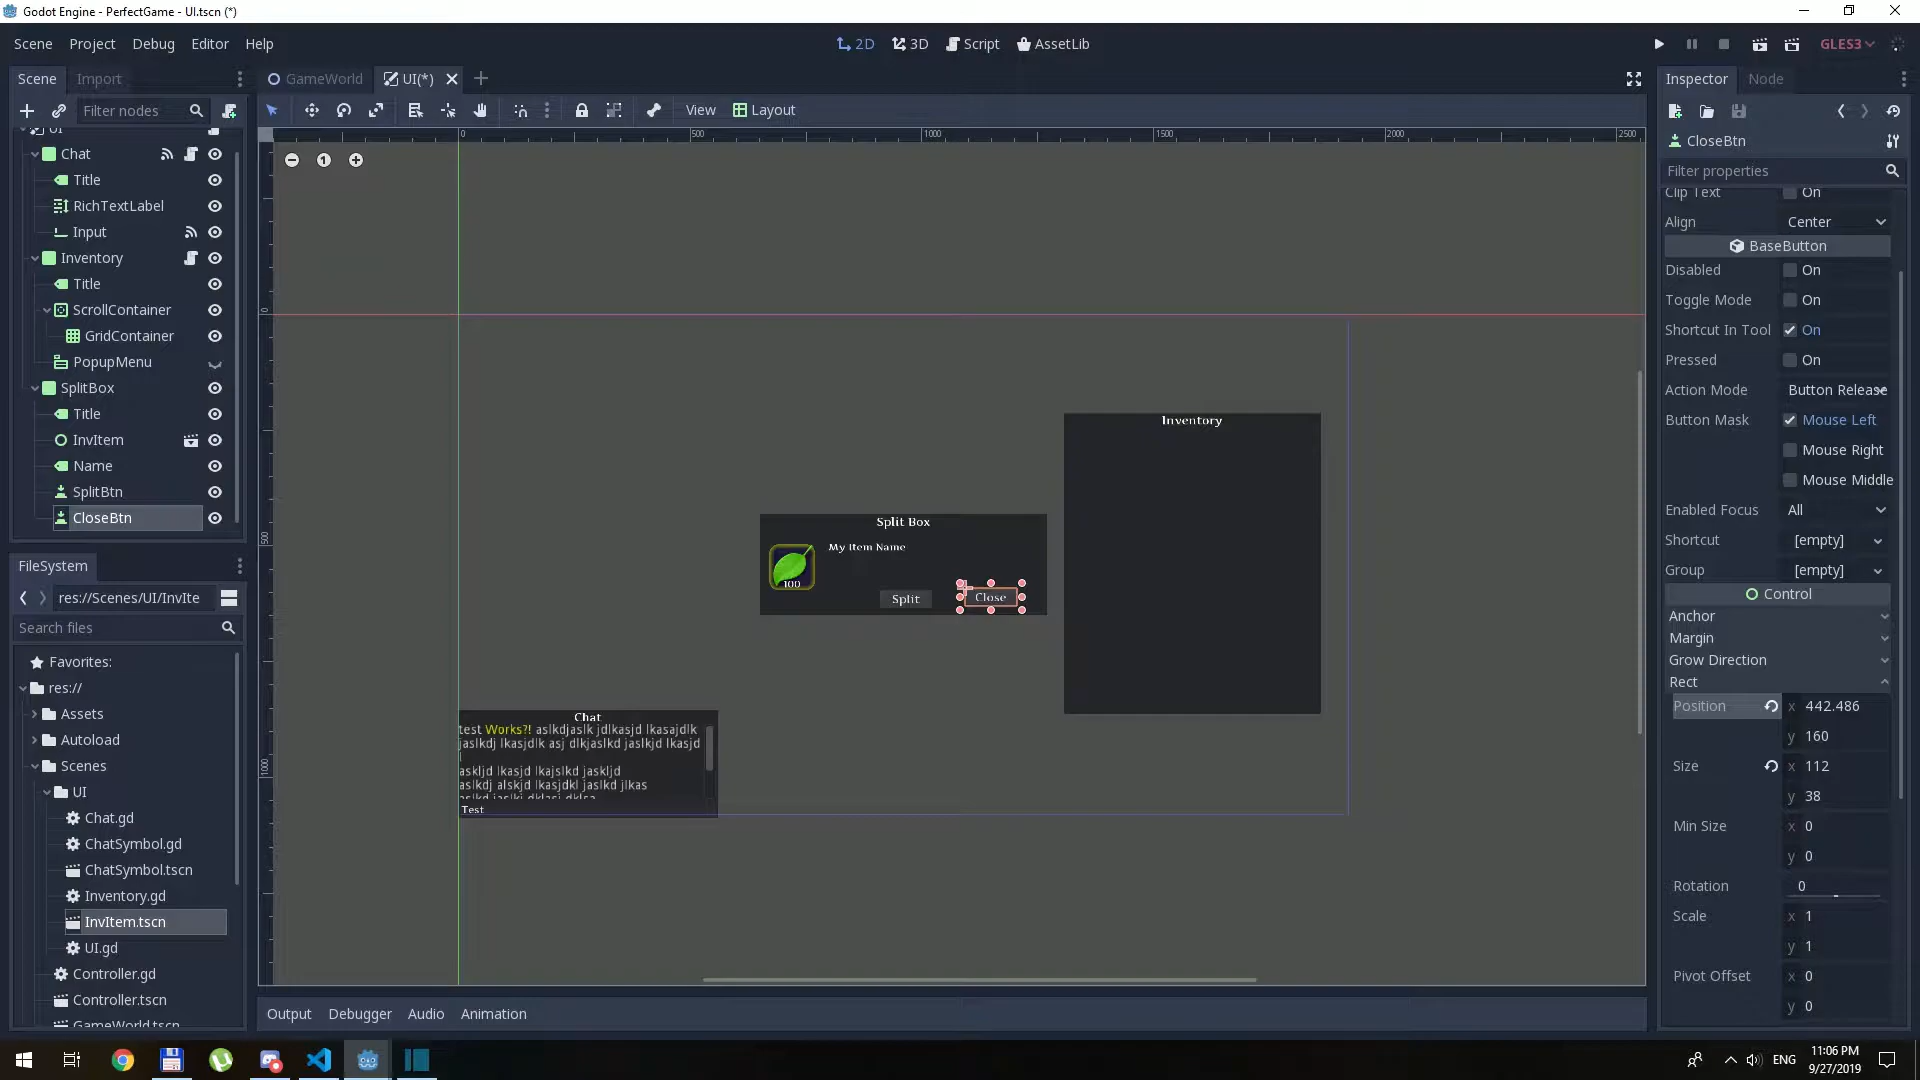 Godot Engine - PerfectGame - UI.tscn (*)
Scene Project Debug Editor Help
2D 3D Script AssetLib
GLES3
Scene Import
GameWorld UI(*)
Inspector Node
Filter nodes
View Layout
UI
Chat
Title
RichTextLabel
Input
Inventory
Title
ScrollContainer
GridContainer
PopupMenu
SplitBox
Title
InvItem
Name
SplitBtn
CloseBtn
FileSystem
res://Scenes/UI/InvIte
Search files
Favorites:
res://
Assets
Autoload
Scenes
UI
Chat.gd
ChatSymbol.gd
ChatSymbol.tscn
Inventory.gd
InvItem.tscn
UI.gd
Controller.gd
Controller.tscn
GameWorld.tscn
0 500 1000 1500 2000 2500
0
500
1000
1
Inventory
Split Box
My Item Name
100
Split
Close
Chat
test Works?! aslkdjaslk jdlkasjd lkasajdlk
jaslkdj lkasjdlk asj dlkjaslkd jaslkjd lkasjd
l
askljd lkasjd lkajslkd jaskljd
aslkdj alskjd lkasjdkl jaslkd jlkas
Test
Output Debugger Audio Animation
CloseBtn
Filter properties
Clip Text On
Align Center
BaseButton
Disabled On
Toggle Mode On
Shortcut In Tool On
Pressed On
Action Mode Button Release
Button Mask Mouse Left
Mouse Right
Mouse Middle
Enabled Focus All
Shortcut [empty]
Group [empty]
Control
Anchor
Margin
Grow Direction
Rect
Position x 442.486
y 160
Size x 112
y 38
Min Size x 0
y 0
Rotation 0
Scale x 1
y 1
Pivot Offset x 0
y 0
ENG
11:06 PM
9/27/2019